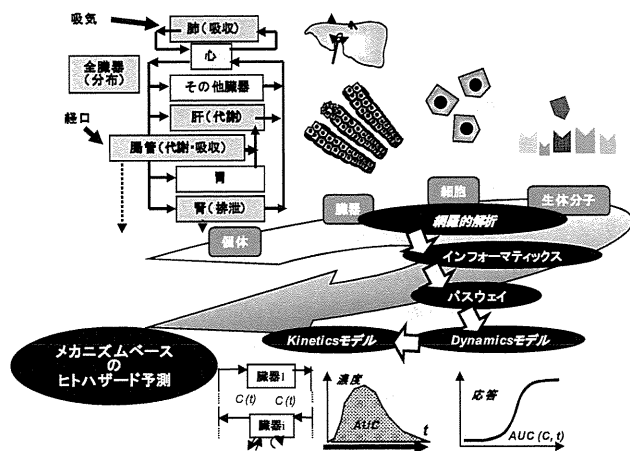 吸気
肺(吸収)
心
全臓器
(分布)
その他臓器
肝(代謝)
経口
腸管(代謝・吸収)
胃
腎(排泄)
個体
臓器
細胞
生体分子
網羅的解析
インフォーマティックス
パスウェイ
Kineticsモデル
Dynamicsモデル
メカニズムベース
の
ヒトハザード予測
臓器j
C(t) C(t)
臓器i
濃度
AUC
t
応答
AUC (C, t)